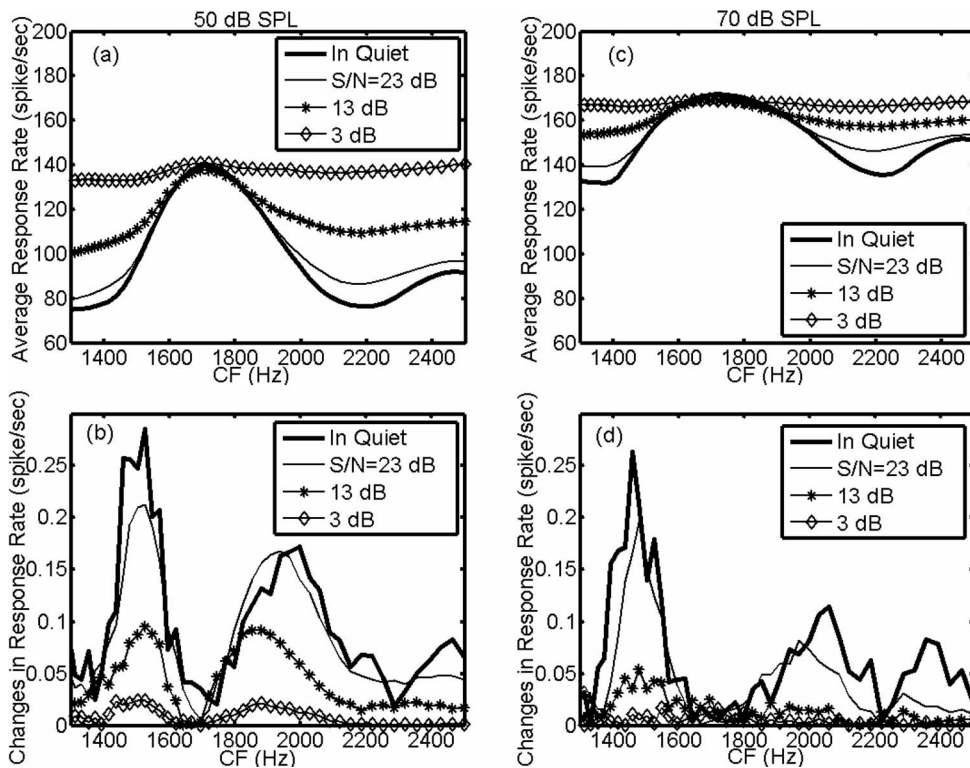 50 dB SPL
(a)
In Quiet
S/N=23 dB
13 dB
3 dB
Average Response Rate (spike/sec)
200
180
160
140
120
100
80
60
1400
1600
1800
2000
2200
2400
CF (Hz)
70 dB SPL
(c)
In Quiet
S/N=23 dB
13 dB
3 dB
Average Response Rate (spike/sec)
200
180
160
140
120
100
80
60
1400
1600
1800
2000
2200
2400
CF (Hz)
(b)
In Quiet
S/N=23 dB
13 dB
3 dB
Changes in Response Rate (spike/sec)
0.25
0.2
0.15
0.1
0.05
0
1400
1600
1800
2000
2200
2400
CF (Hz)
(d)
In Quiet
S/N=23 dB
13 dB
3 dB
Changes in Response Rate (spike/sec)
0.25
0.2
0.15
0.1
0.05
0
1400
1600
1800
2000
2200
2400
CF (Hz)